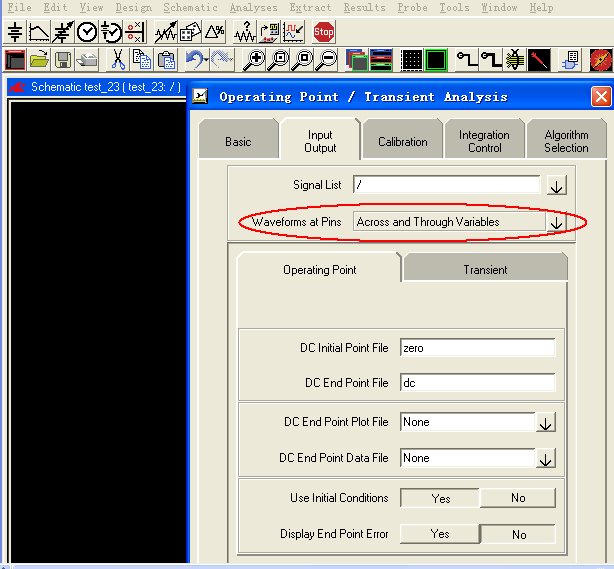 File Edit View Design Schematic Analyses Extract Results Probe Tools Window Help
Stop
Schematic test_23 ( test_23: / )
Operating Point / Transient Analysis
Basic
Input Output
Calibration
Integration Control
Algorithm Selection
Signal List /
Waveforms at Pins Across and Through Variables
Operating Point Transient
DC Initial Point File zero
DC End Point File dc
DC End Point Plot File None
DC End Point Data File None
Use Initial Conditions Yes No
Display End Point Error Yes No